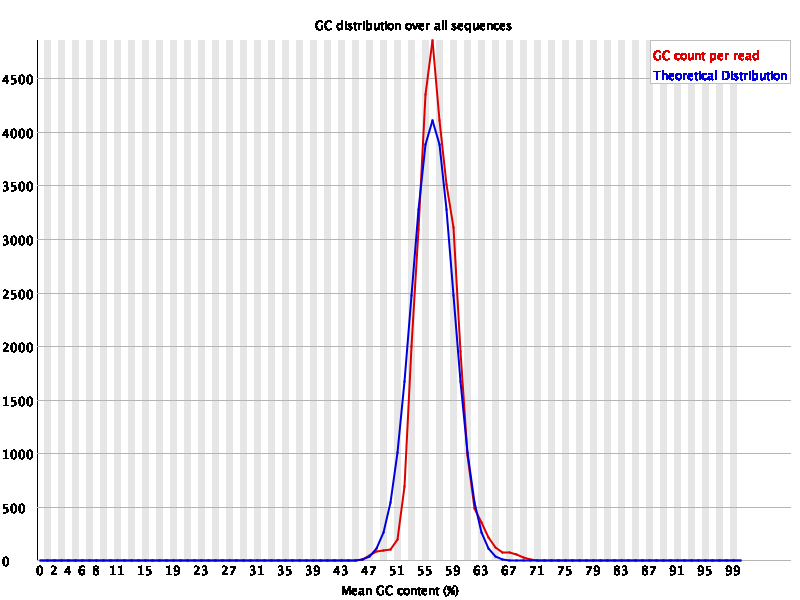 GC distribution over all sequences
GC count per read
Theoretical Distribution
4500
4000
3500
3000
2500
2000
1500
1000
500
0
0 2 4 6 8 11 15 19 23 27 31 35 39 43 47 51 55 59 63 67 71 75 79 83 87 91 95 99
Mean GC content (%)